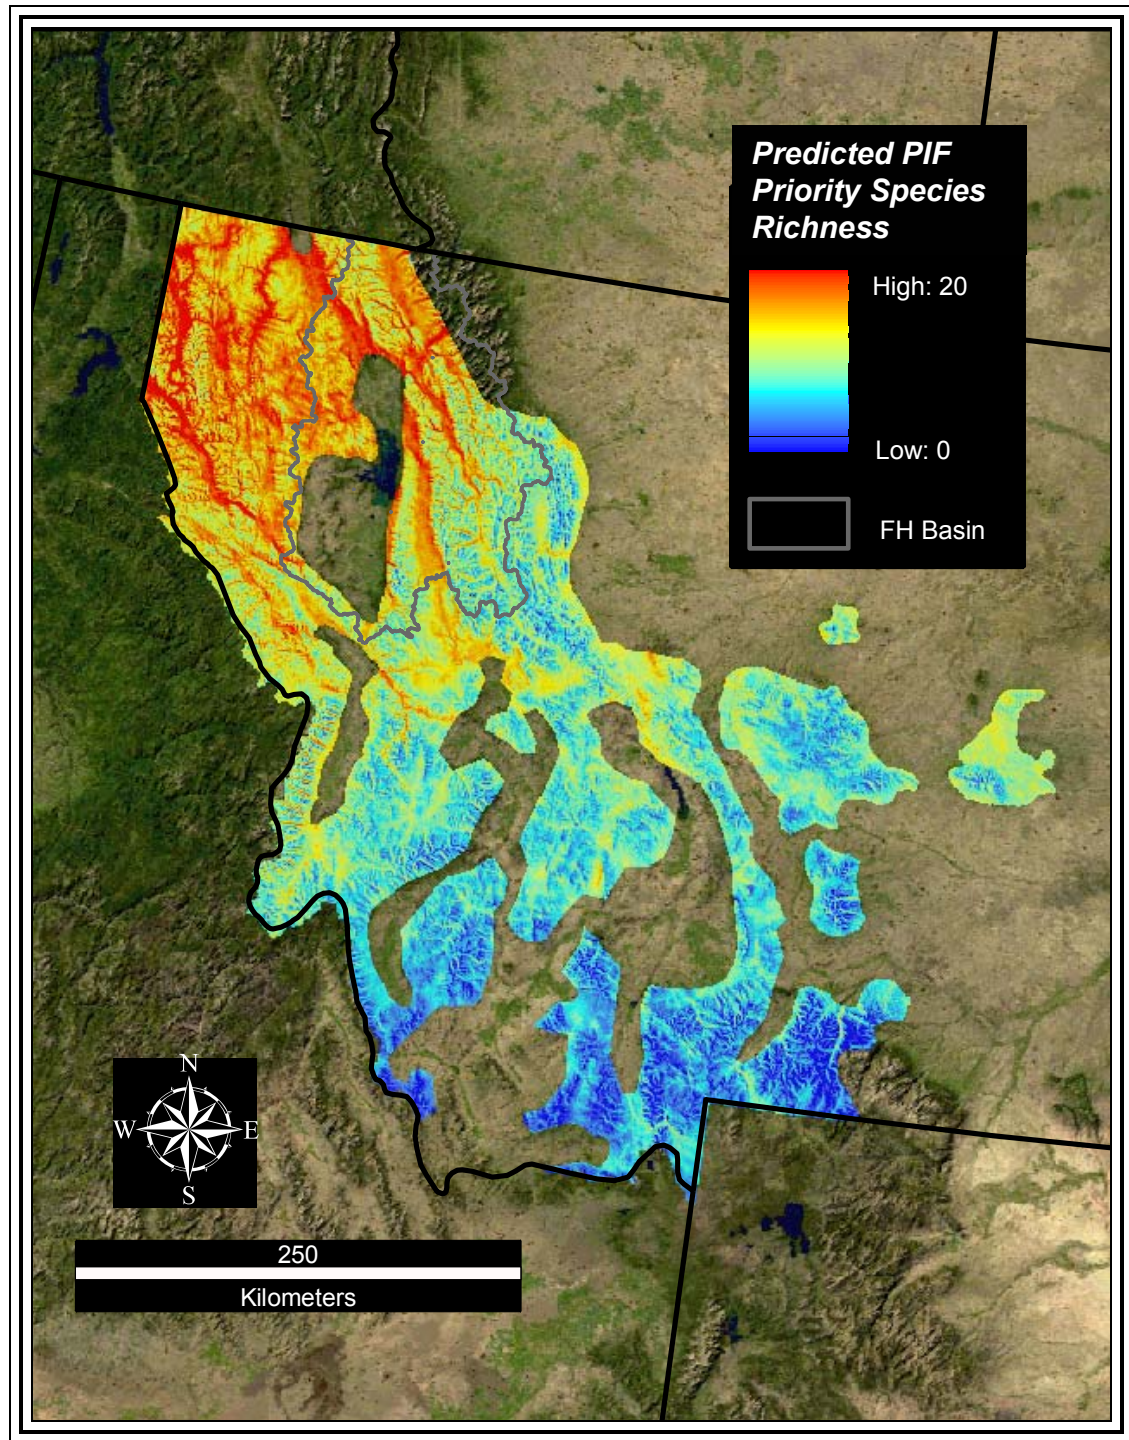 Predicted PIF
Priority Species
Richness
High: 20
Low: 0
FH Basin
N
W E
S
250
Kilometers